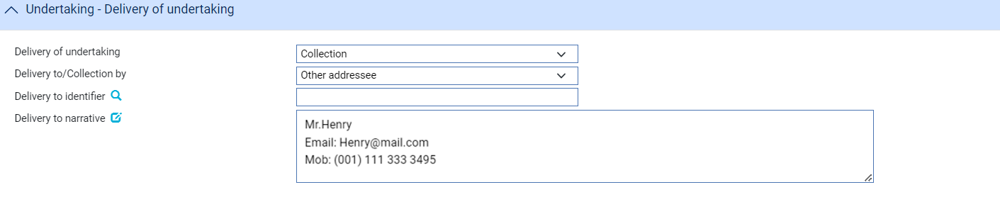 Undertaking - Delivery of undertaking
Delivery of undertaking
Collection
Delivery to/Collection by
Other addressee
Delivery to identifier
Delivery to narrative
Mr.Henry
Email: Henry@mail.com
Mob: (001) 111 333 3495